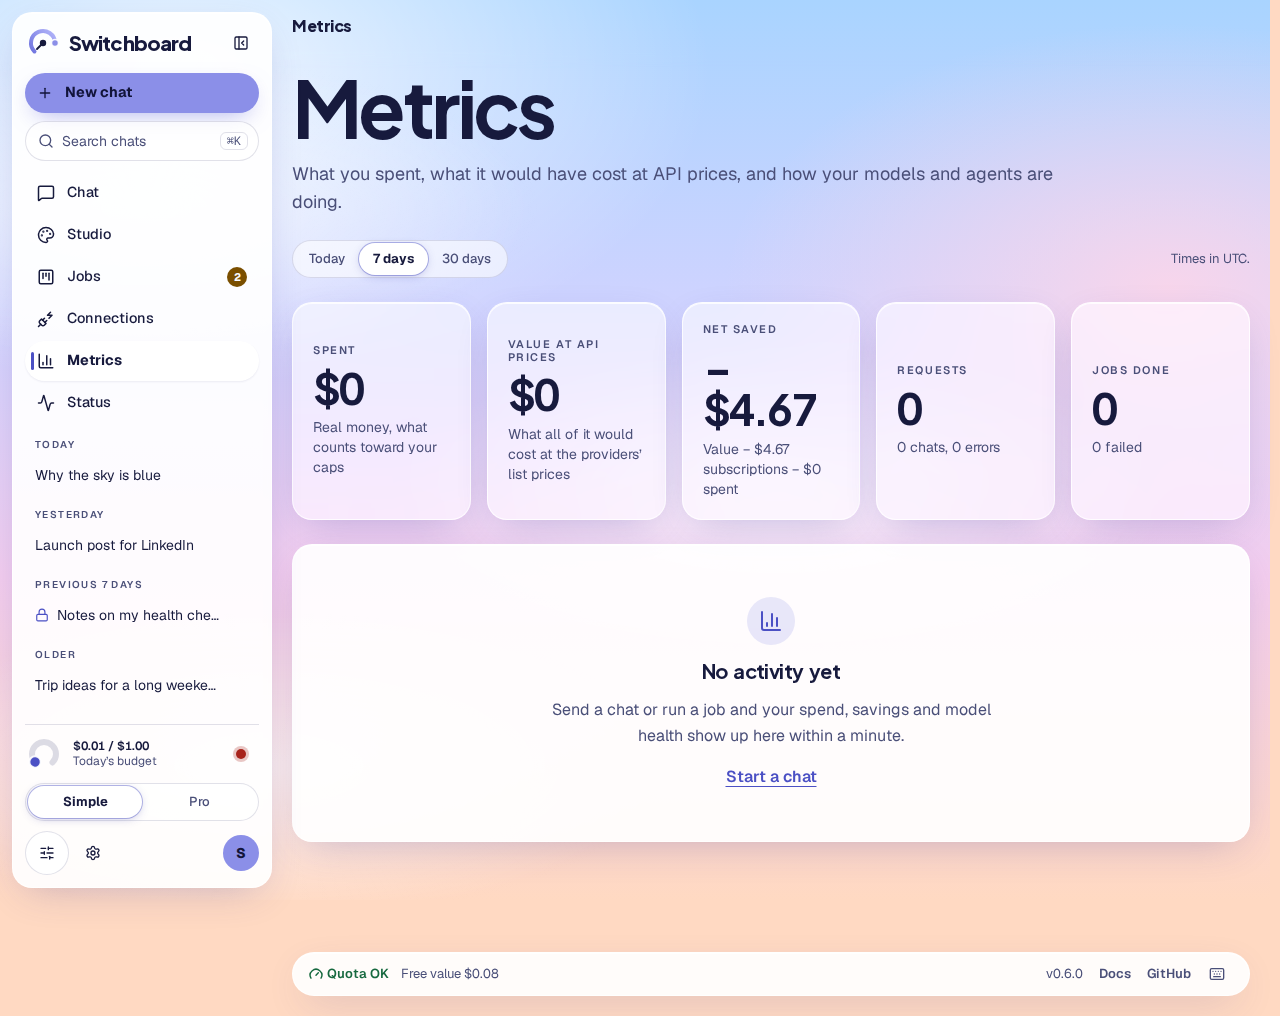 Switchboard
New chat
Search chats ⌘K
Chat
Studio
Jobs 2
Connections
Metrics
Status
TODAY
Why the sky is blue
YESTERDAY
Launch post for LinkedIn
PREVIOUS 7 DAYS
Notes on my health che...
OLDER
Trip ideas for a long weeke...
$0.01 / $1.00
Today's budget
Simple Pro
S
Metrics
Metrics
What you spent, what it would have cost at API prices, and how your models and agents are
doing.
Today 7 days 30 days
Times in UTC.
SPENT
$0
Real money, what
counts toward your
caps
VALUE AT API
PRICES
$0
What all of it would
cost at the providers'
list prices
NET SAVED
–
$4.67
Value – $4.67
subscriptions – $0
spent
REQUESTS
0
0 chats, 0 errors
JOBS DONE
0
0 failed
No activity yet
Send a chat or run a job and your spend, savings and model
health show up here within a minute.
Start a chat
Quota OK Free value $0.08
v0.6.0 Docs GitHub